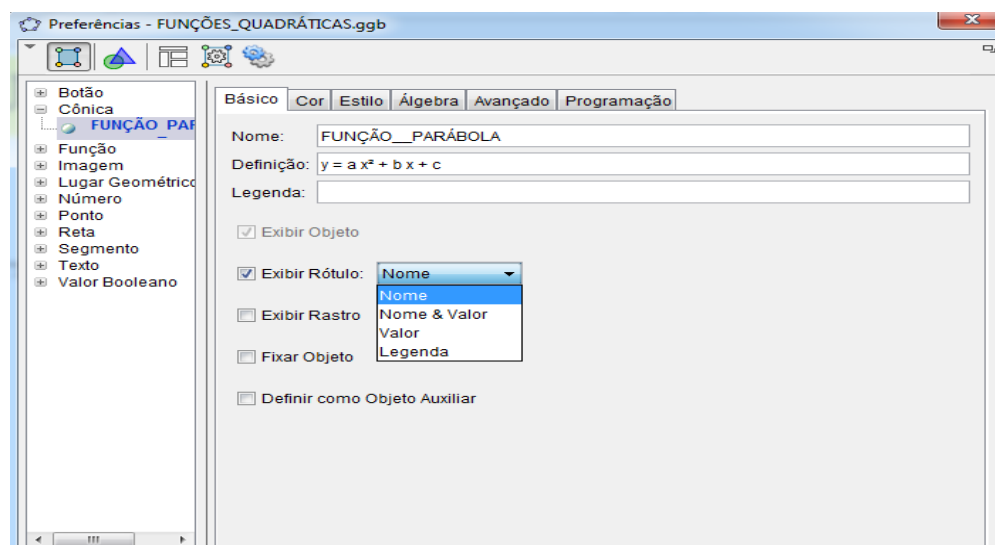 Preferências - FUNÇÕES_QUADRÁTICAS.ggb
Botão
Cônica
FUNÇÃO_PAF
Função
Imagem
Lugar Geométrico
Número
Ponto
Reta
Segmento
Texto
Valor Booleano
Básico Cor Estilo Álgebra Avançado Programação
Nome: FUNÇÃO__PARÁBOLA
Definição: y = a x² + b x + c
Legenda:
Exibir Objeto
Exibir Rótulo: Nome
Nome
Exibir Rastro Nome & Valor
Valor
Fixar Objeto Legenda
Definir como Objeto Auxiliar